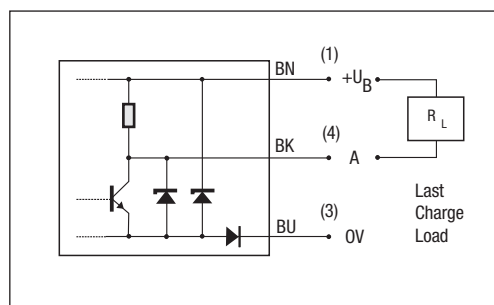 BN (1) +UB
RL
BK (4) A
Last
Charge
Load
BU (3) 0V